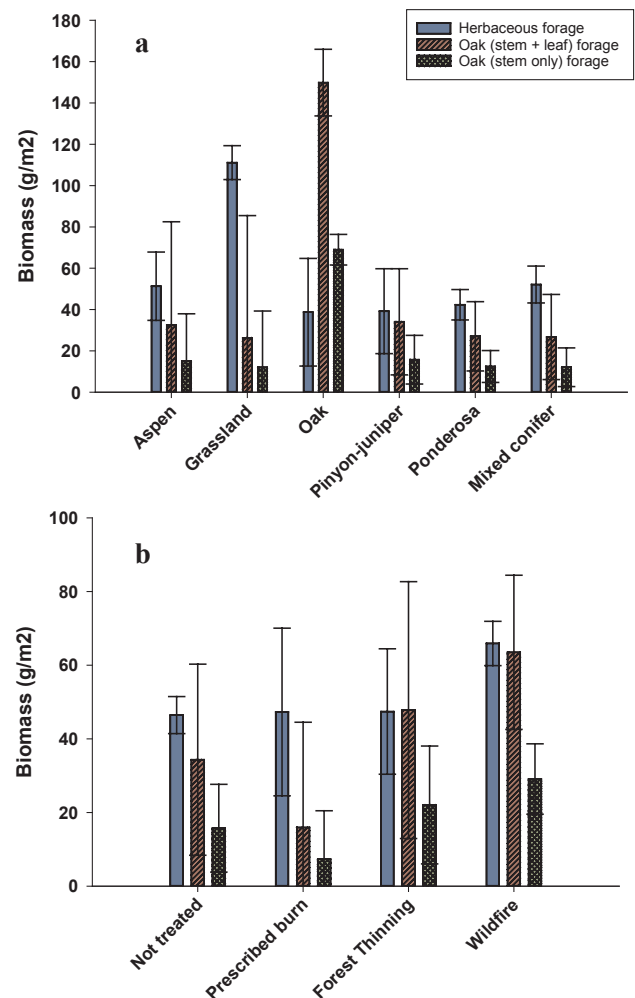 a
Herbaceous forage
Oak (stem + leaf) forage
Oak (stem only) forage
Biomass (g/m2)
180
160
140
120
100
80
60
40
20
0
Aspen
Grassland
Oak
Pinyon-juniper
Ponderosa
Mixed conifer
b
Biomass (g/m2)
100
80
60
40
20
0
Not treated
Prescribed burn
Forest Thinning
Wildfire